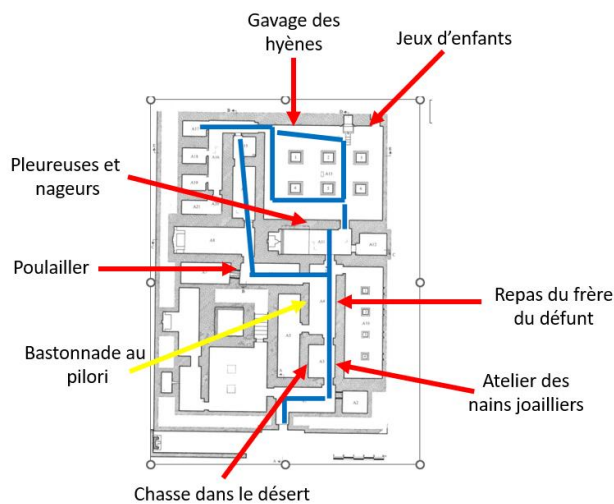 Gavage des
hyènes
Jeux d'enfants
Pleureuses et
nageurs
Poulailler
Bastonnade au
pilori
Repas du frère
du défunt
Atelier des
nains joailliers
Chasse dans le désert